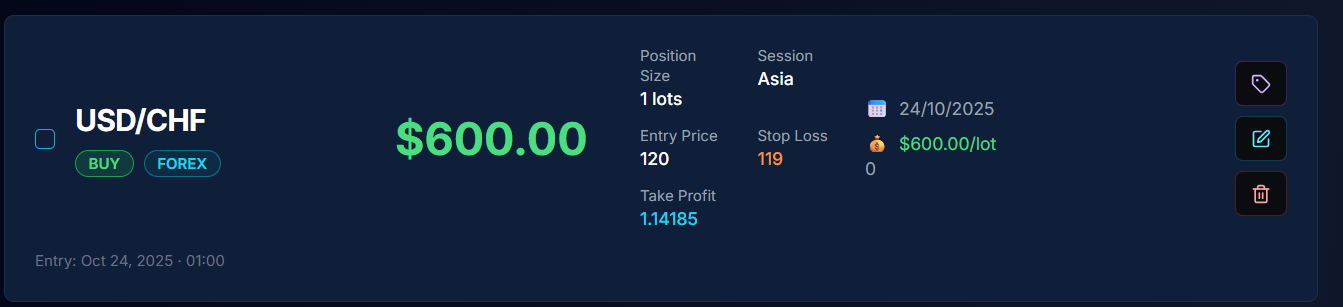 USD/CHF
BUY
FOREX
$600.00
Position
Size
1 lots
Session
Asia
Entry Price
120
Stop Loss
119
Take Profit
1.14185
24/10/2025
$600.00/lot
0
Entry: Oct 24, 2025 · 01:00